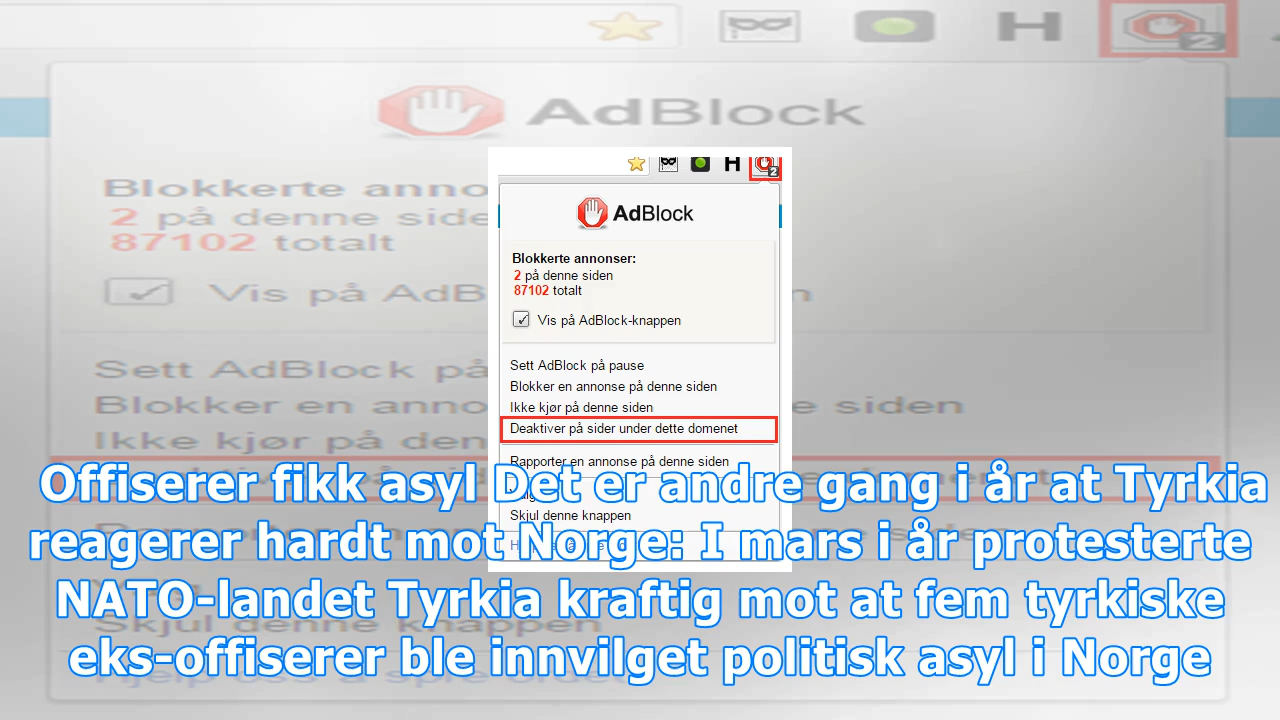 2
AdBlock
Blokkerte annonser:
2 på denne siden
87102 totalt
Vis på AdBlock-knappen
Sett AdBlock på pause
Blokker en annonse på denne siden
Ikke kjør på denne siden
Deaktiver på sider under dette domenet
Rapporter en annonse på denne siden
Skjul denne knappen
Offiserer fikk asyl Det er andre gang i år at Tyrkia
reagerer hardt mot Norge: I mars i år protesterte
NATO-landet Tyrkia kraftig mot at fem tyrkiske
eks-offiserer ble innvilget politisk asyl i Norge